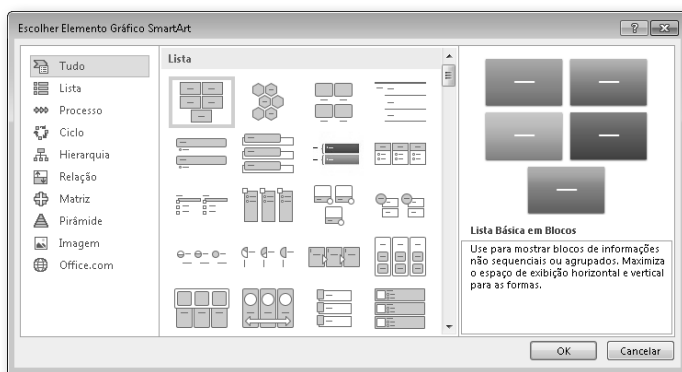 Escolher Elemento Gráfico SmartArt
Tudo
Lista
Processo
Ciclo
Hierarquia
Relação
Matriz
Pirâmide
Imagem
Office.com
Lista
Lista Básica em Blocos
Use para mostrar blocos de informações
não sequenciais ou agrupados. Maximiza
o espaço de exibição horizontal e vertical
para as formas.
OK
Cancelar